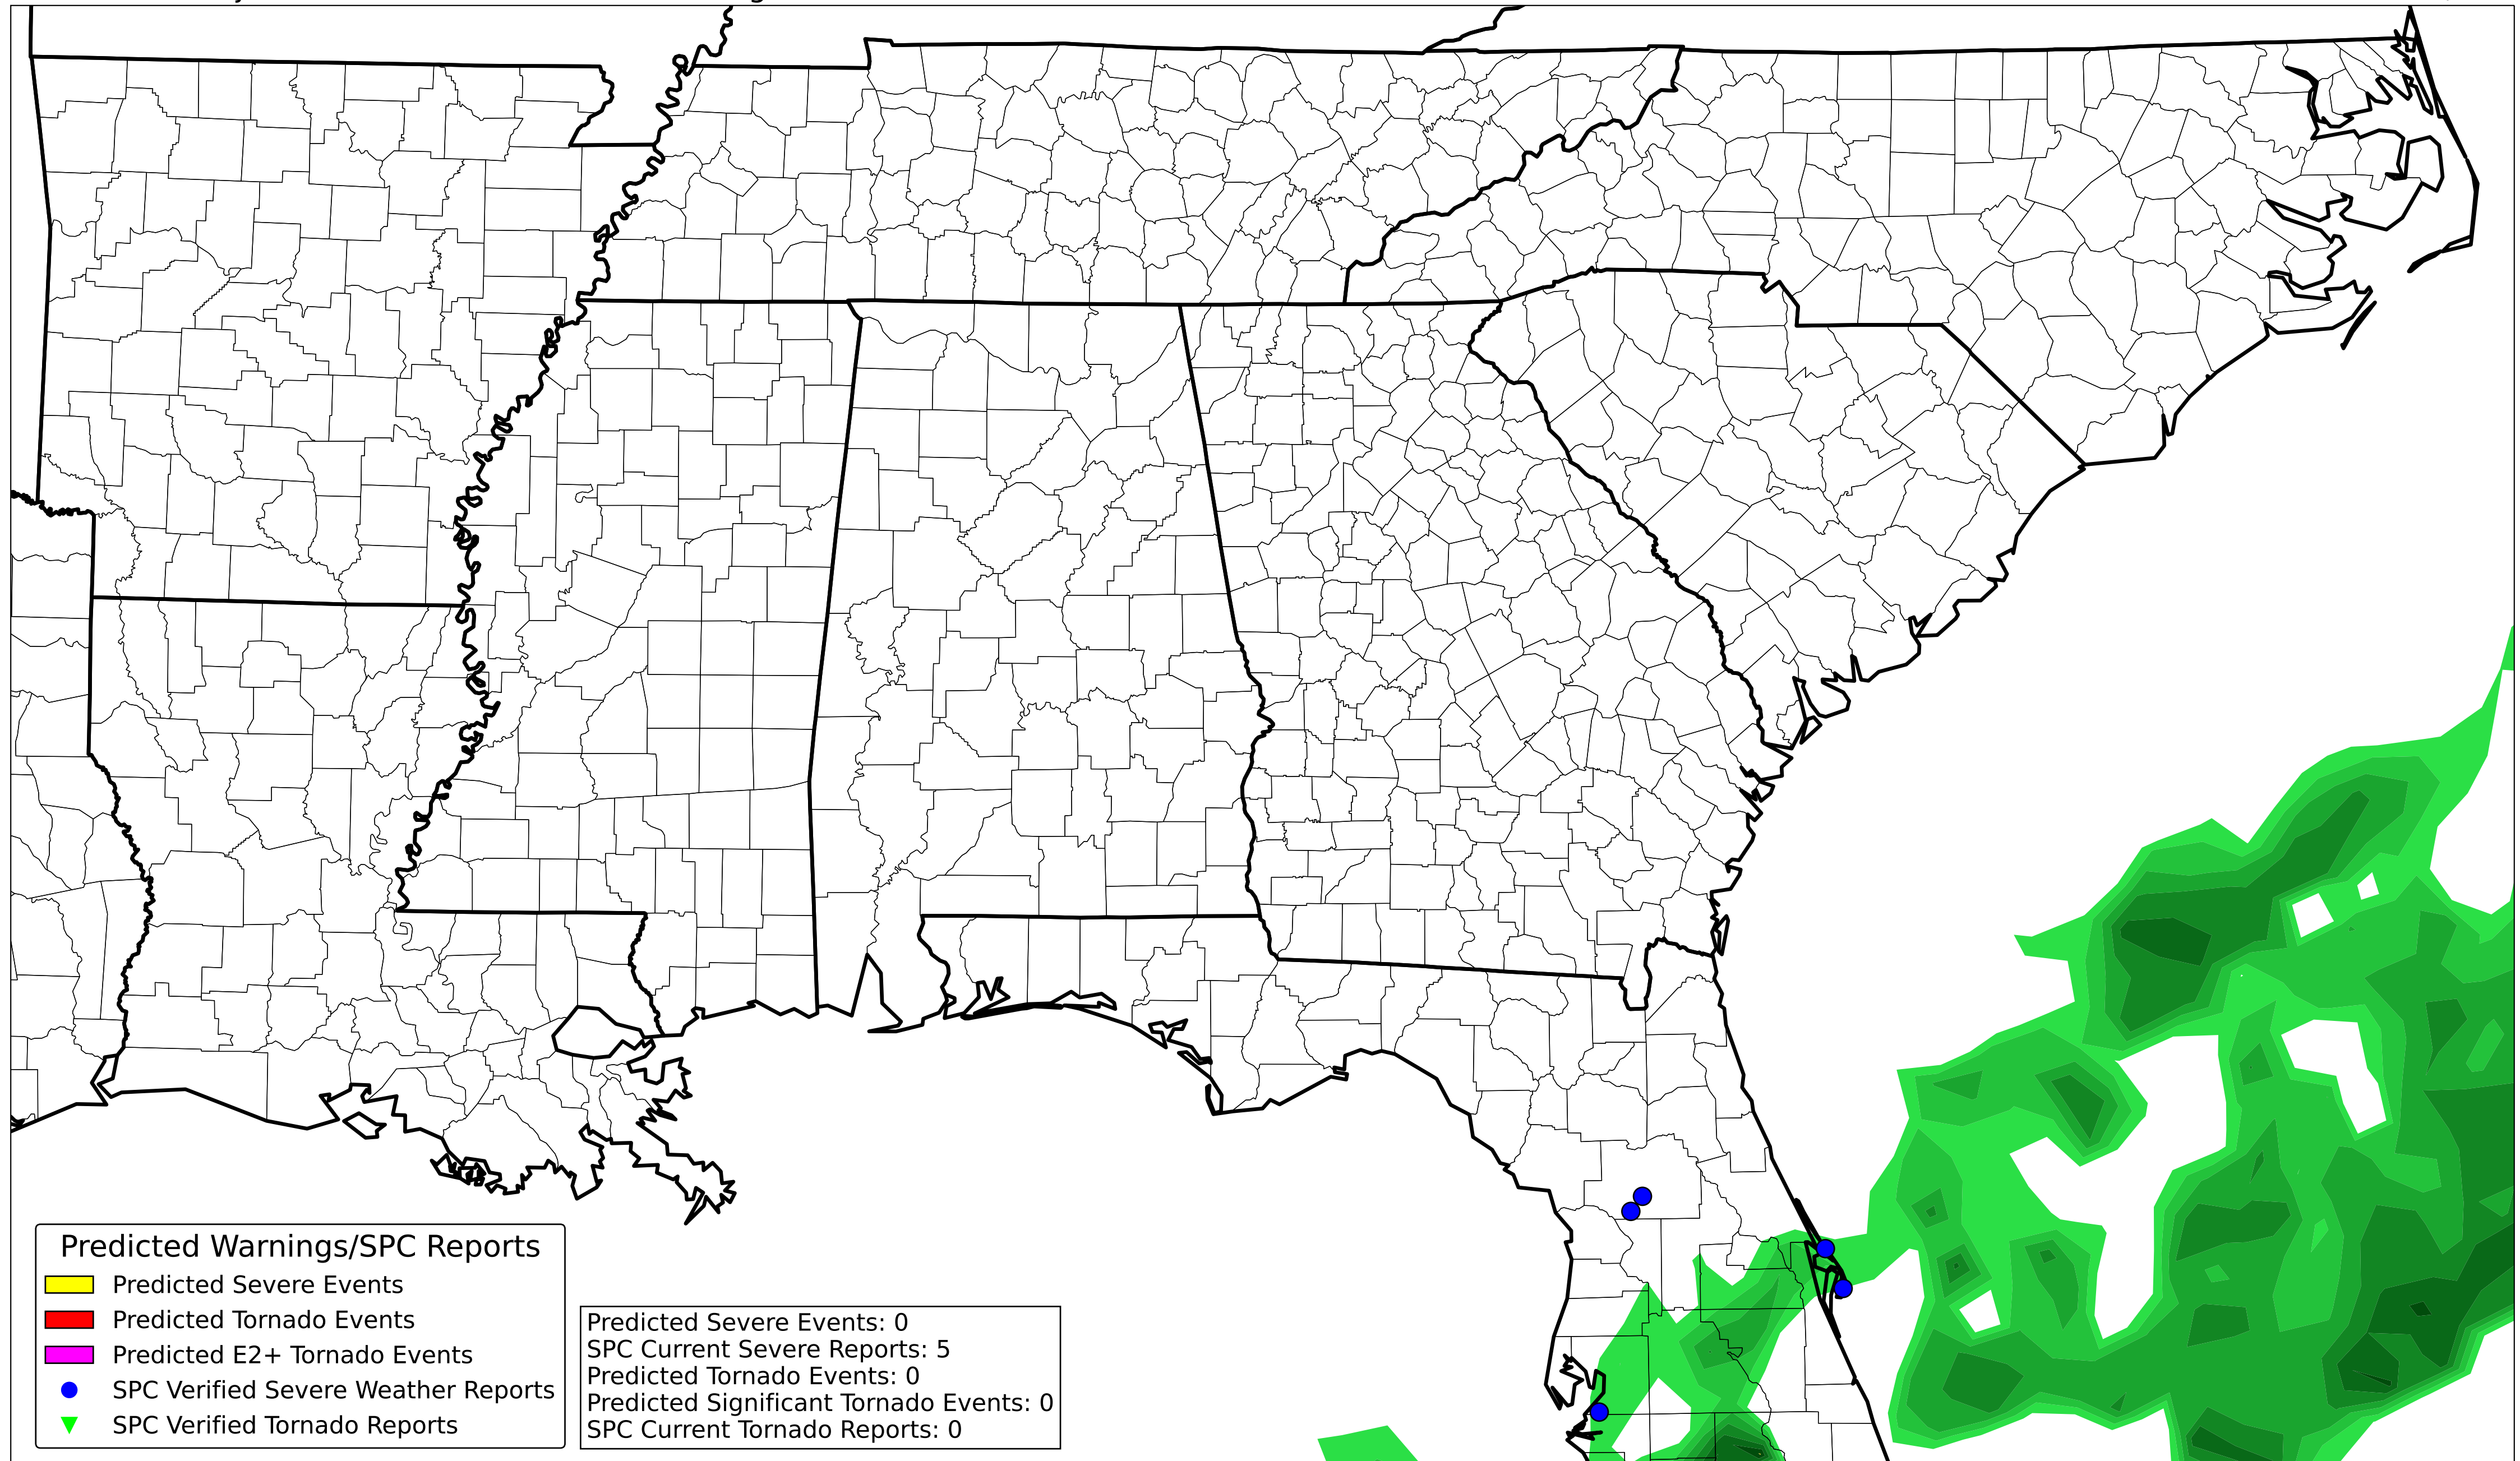 Predicted Warnings/SPC Reports
Predicted Severe Events
Predicted Tornado Events
Predicted E2+ Tornado Events
SPC Verified Severe Weather Reports
SPC Verified Tornado Reports
Predicted Severe Events: 0
SPC Current Severe Reports: 5
Predicted Tornado Events: 0
Predicted Significant Tornado Events: 0
SPC Current Tornado Reports: 0